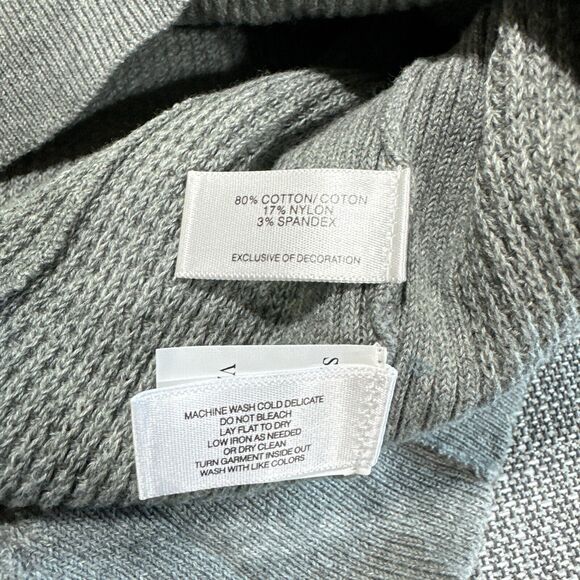 80% COTTON/COTON
17% NYLON
3% SPANDEX
EXCLUSIVE OF DECORATION
MACHINE WASH COLD DELICATE
DO NOT BLEACH
LAY FLAT TO DRY
LOW IRON AS NEEDED
OR DRY CLEAN
TURN GARMENT INSIDE OUT
WASH WITH LIKE COLORS